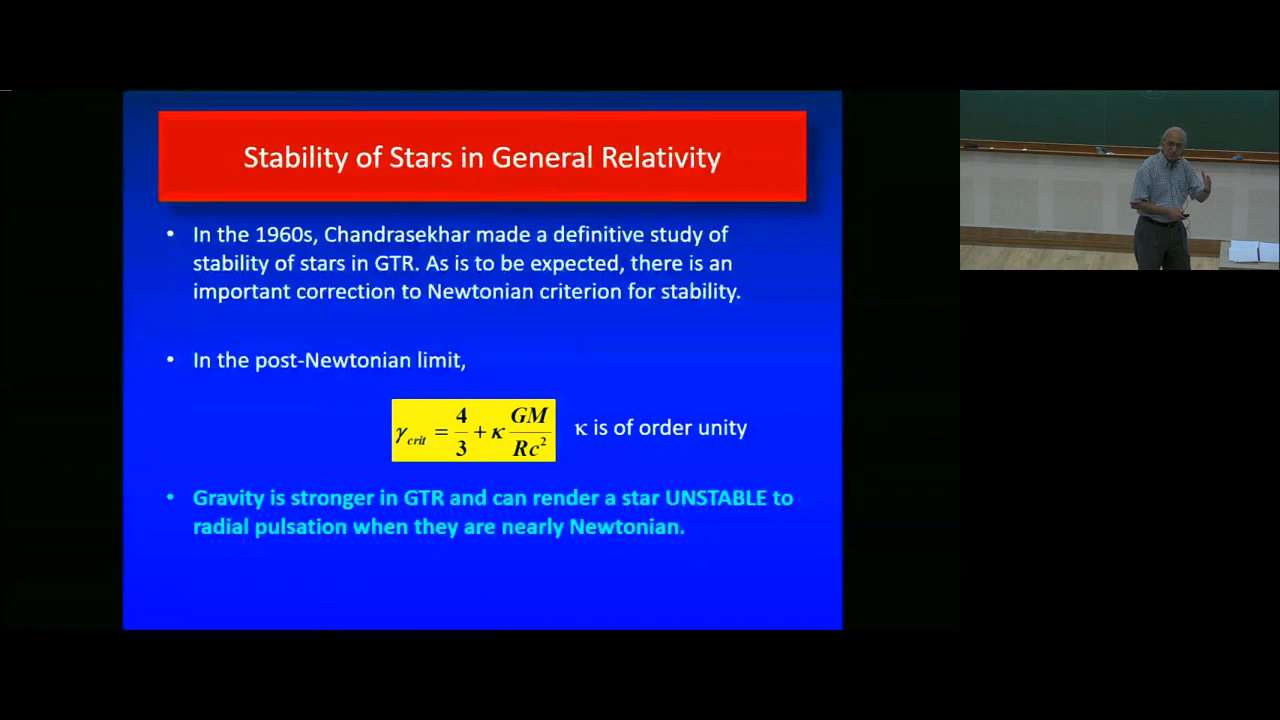 Stability of Stars in General Relativity
• In the 1960s, Chandrasekhar made a definitive study of
stability of stars in GTR. As is to be expected, there is an
important correction to Newtonian criterion for stability.
• In the post-Newtonian limit,
γ_crit = 4/3 + κ GM/Rc² κ is of order unity
• Gravity is stronger in GTR and can render a star UNSTABLE to
radial pulsation when they are nearly Newtonian.